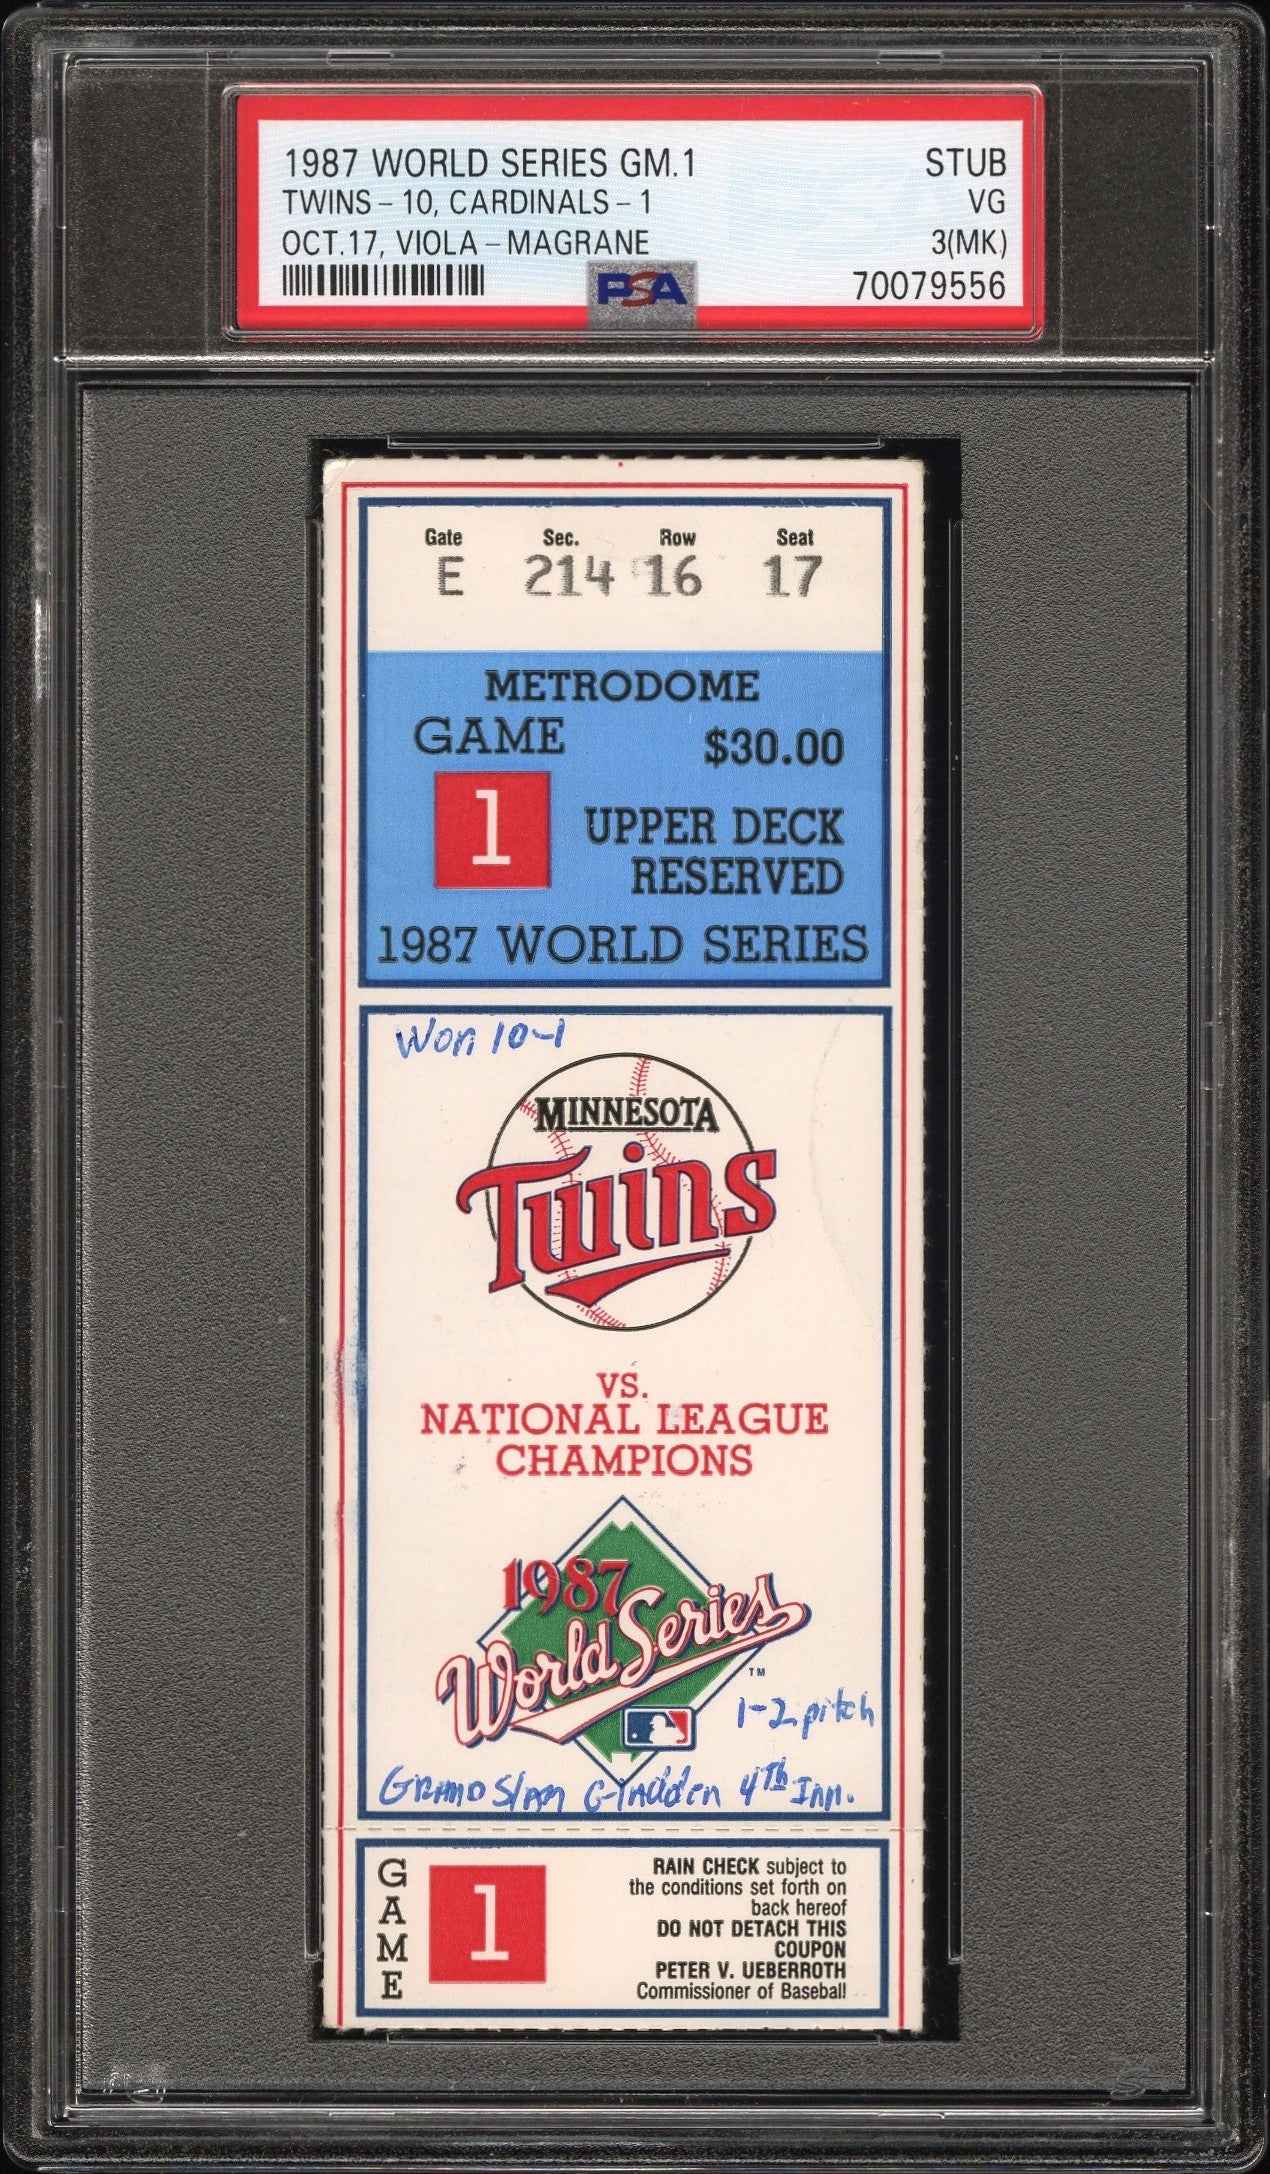 1987 WORLD SERIES GM.1 STUB
TWINS - 10, CARDINALS - 1 VG
OCT.17, VIOLA - MAGRANE 3(MK)
PSA 70079556
Gate Sec. Row Seat
E 214 16 17
METRODOME
GAME $30.00
1 UPPER DECK
RESERVED
1987 WORLD SERIES
Won 10-1
MINNESOTA
Twins
VS.
NATIONAL LEAGUE
CHAMPIONS
1987
World Series
TM
1-2 pitch
GRAND Slam Gladden 4Th Inn.
GAME
1
RAIN CHECK subject to
the conditions set forth on
back hereof
DO NOT DETACH THIS
COUPON
PETER V. UEBERROTH
Commissioner of Baseball